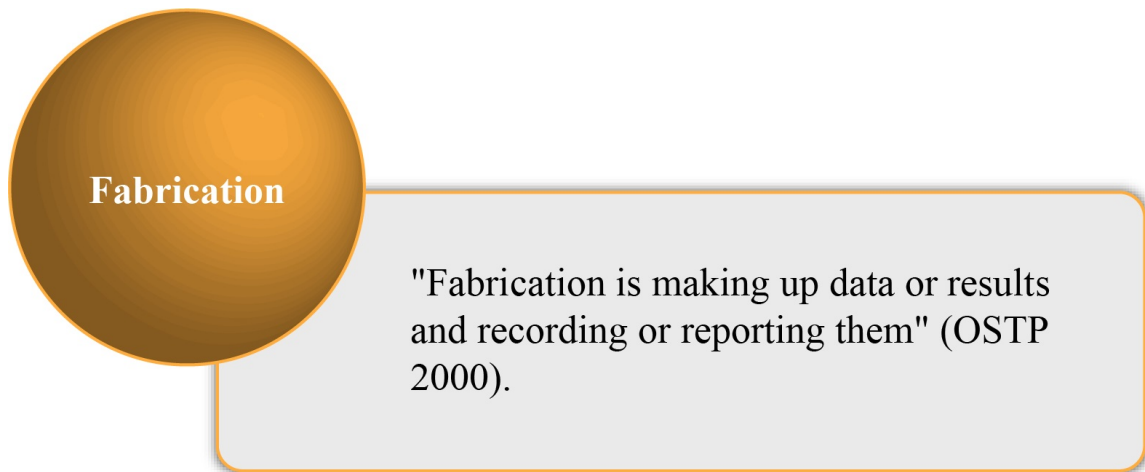 Fabrication
"Fabrication is making up data or results
and recording or reporting them" (OSTP
2000).